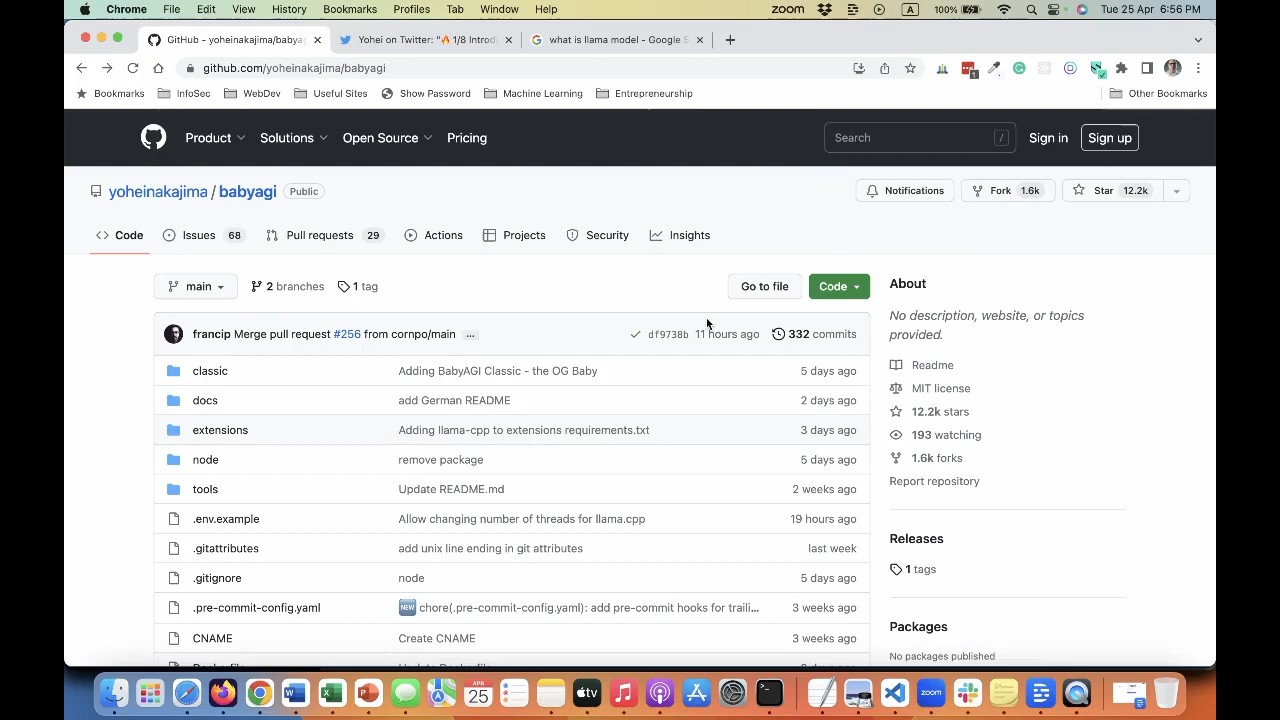 Chrome File Edit View History Bookmarks Profiles Tab Window Help zoom A 100% Tue 25 Apr 6:56 PM
GitHub - yoheinakajima/babya Yohei on Twitter: "🔥1/8 Introd what is llama model - Google S
github.com/yoheinakajima/babyagi 1
Bookmarks InfoSec WebDev Useful Sites Show Password Machine Learning Entrepreneurship Other Bookmarks
Product Solutions Open Source Pricing Search / Sign in Sign up
yoheinakajima / babyagi Public Notifications Fork 1.6k Star 12.2k
<> Code Issues 68 Pull requests 29 Actions Projects Security Insights
main 2 branches 1 tag Go to file Code
About
No description, website, or topics
provided.
Readme
MIT license
12.2k stars
193 watching
1.6k forks
Report repository
Releases
1 tags
Packages
No packages published
francip Merge pull request #256 from cornpo/main ... df9738b 11 hours ago 332 commits
classic Adding BabyAGI Classic - the OG Baby 5 days ago
docs add German README 2 days ago
extensions Adding llama-cpp to extensions requirements.txt 3 days ago
node remove package 5 days ago
tools Update README.md 2 weeks ago
.env.example Allow changing number of threads for llama.cpp 19 hours ago
.gitattributes add unix line ending in git attributes last week
.gitignore node 5 days ago
.pre-commit-config.yaml NEW chore(.pre-commit-config.yaml): add pre-commit hooks for traili... 3 weeks ago
CNAME Create CNAME 3 weeks ago
APR
25
tv
zoom